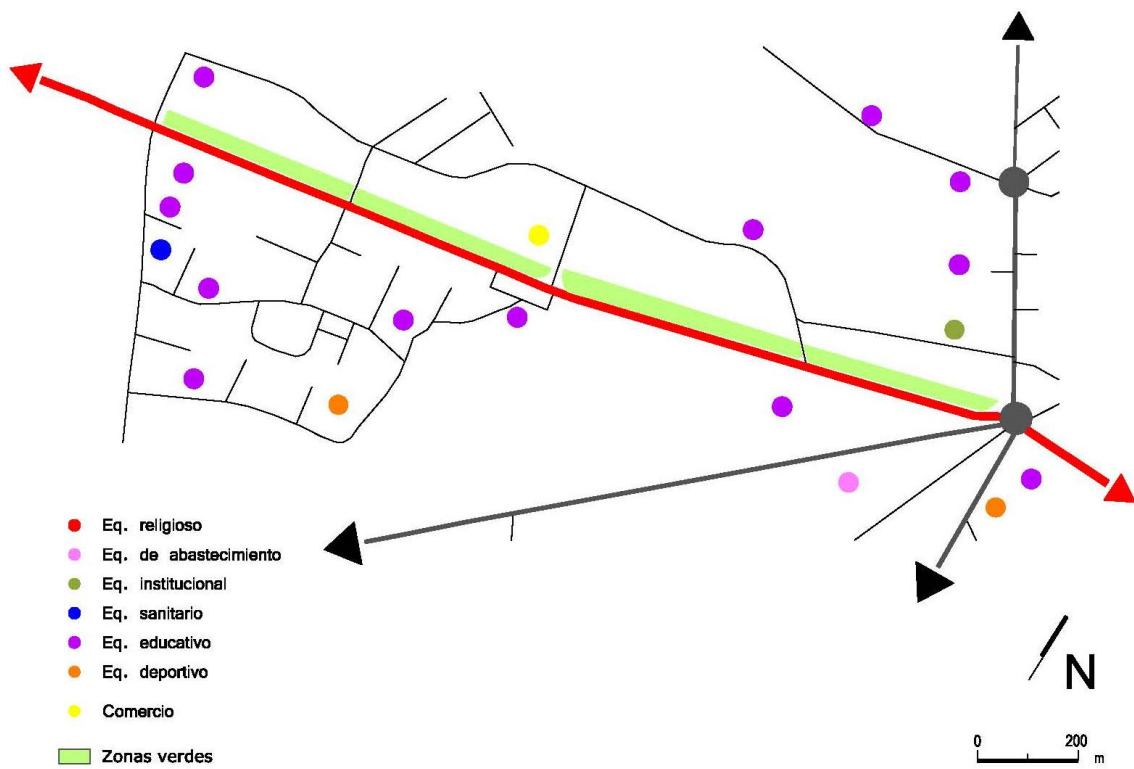 Eq. religioso
Eq. de abastecimiento
Eq. institucional
Eq. sanitario
Eq. educativo
Eq. deportivo
Comercio
Zonas verdes
N
0 200
m